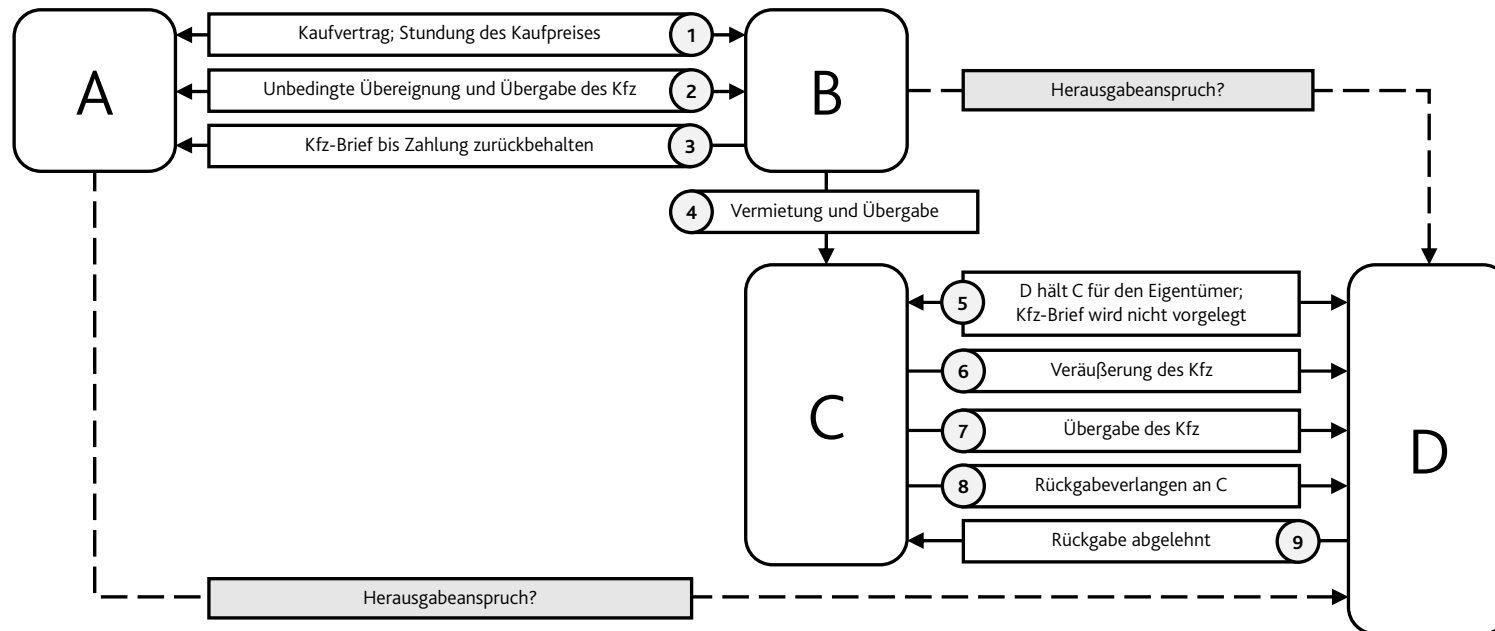 A
Kaufvertrag; Stundung des Kaufpreises
1
B
Unbedingte Übereignung und Übergabe des Kfz
2
Herausgabeanspruch?
Kfz-Brief bis Zahlung zurückbehalten
3
4
Vermietung und Übergabe
C
5
D hält C für den Eigentümer;
Kfz-Brief wird nicht vorgelegt
6
Veräußerung des Kfz
7
Übergabe des Kfz
D
8
Rückgabeverlangen an C
Rückgabe abgelehnt
9
Herausgabeanspruch?